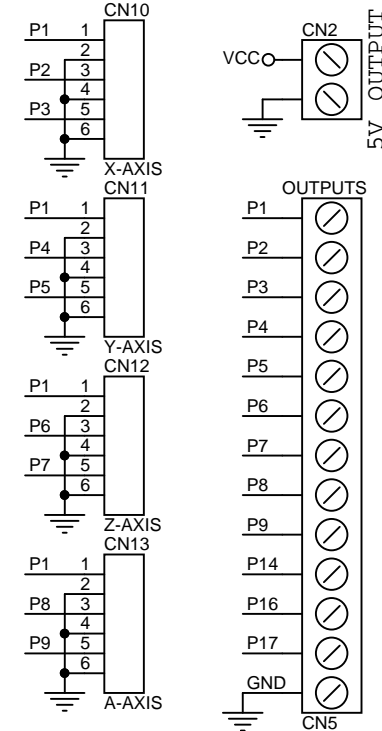 CN10
P1 1
2
P2 3
4
P3 5
6
X-AXIS
CN11
P1 1
2
P4 3
4
P5 5
6
Y-AXIS
CN12
P1 1
2
P6 3
4
P7 5
6
Z-AXIS
CN13
P1 1
2
P8 3
4
P9 5
6
A-AXIS
CN2
VCC
5V OUTPUT
OUTPUTS
P1
P2
P3
P4
P5
P6
P7
P8
P9
P14
P16
P17
GND
CN5